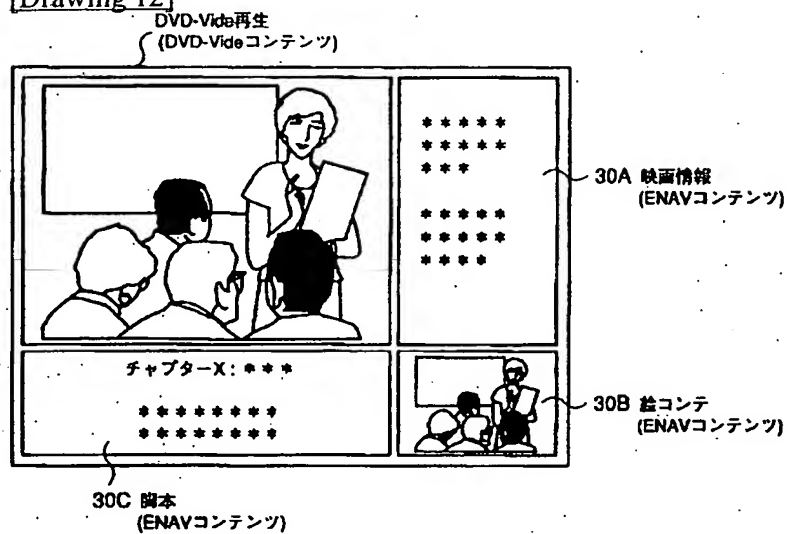 [Drawing 12]
DVD-Vide再生
(DVD-Videコンテンツ)
*****
*****
***
*****
*****
****
30A 映画情報
(ENAVコンテンツ)
チャプターX:***
********
********
30B 絵コンテ
(ENAVコンテンツ)
30C 脚本
(ENAVコンテンツ)